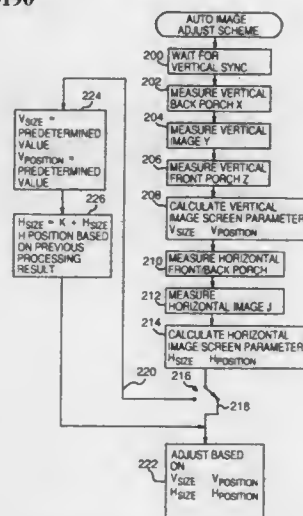 AUTO IMAGE
ADJUST SCHEME
200
WAIT FOR
VERTICAL SYNC
202
MEASURE VERTICAL
BACK PORCH X
204
MEASURE VERTICAL
IMAGE Y
206
MEASURE VERTICAL
FRONT PORCH Z
208
CALCULATE VERTICAL
IMAGE SCREEN PARAMETER
VSIZE VPOSITION
210
MEASURE HORIZONTAL
FRONT/BACK PORCH
212
MEASURE
HORIZONTAL IMAGE J
214
CALCULATE HORIZONTAL
IMAGE SCREEN PARAMETER
HSIZE HPOSITION
216
218
220
224
VSIZE =
PREDETERMINED
VALUE
VPOSITION =
PREDETERMINED
VALUE
226
HSIZE = K + HSIZE
H POSITION BASED
ON PREVIOUS
PROCESSING
RESULT
222
ADJUST BASED
ON
VSIZE VPOSITION
HSIZE HPOSITION